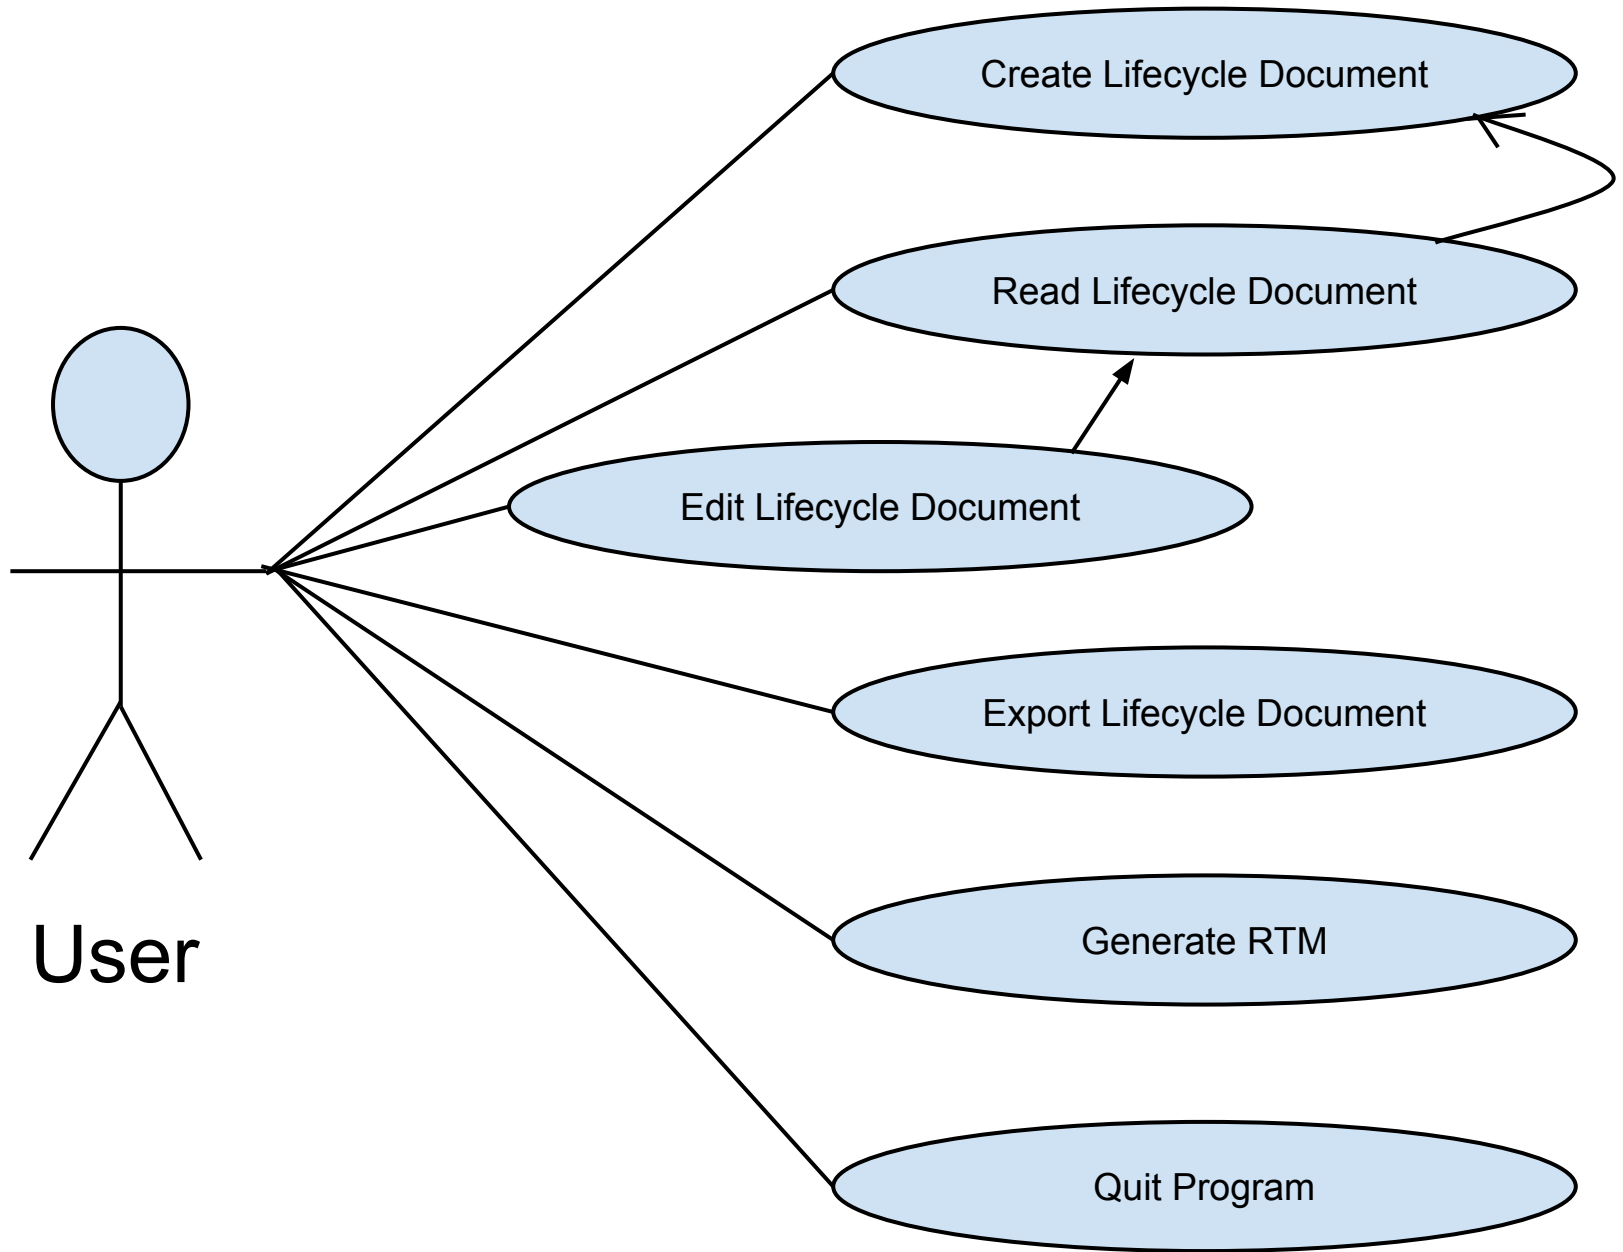 Create Lifecycle Document
Read Lifecycle Document
Edit Lifecycle Document
Export Lifecycle Document
Generate RTM
User
Quit Program